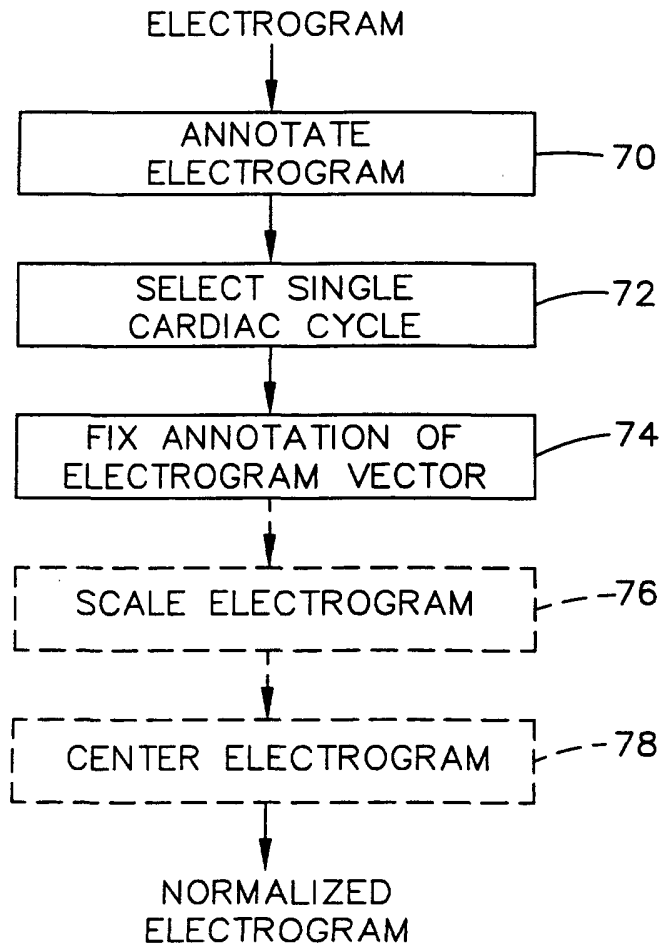 ELECTROGRAM
ANNOTATE
ELECTROGRAM
70
SELECT SINGLE
CARDIAC CYCLE
72
FIX ANNOTATION OF
ELECTROGRAM VECTOR
74
SCALE ELECTROGRAM
76
CENTER ELECTROGRAM
78
NORMALIZED
ELECTROGRAM